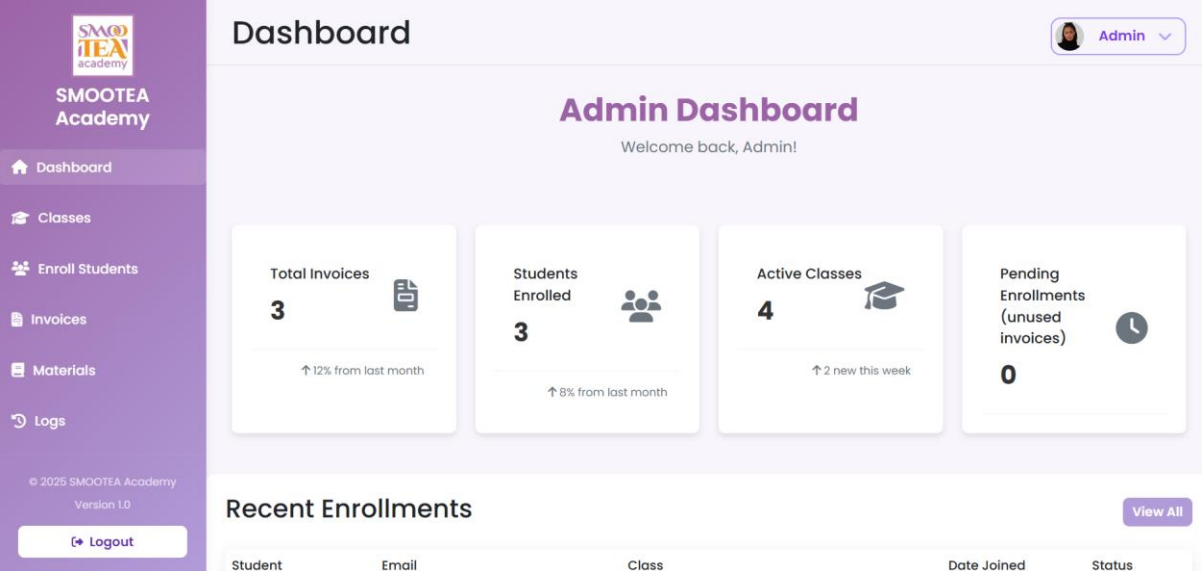 SMOO
TEA
academy
SMOOTEA
Academy
Dashboard
Classes
Enroll Students
Invoices
Materials
Logs
© 2025 SMOOTEA Academy
Version 1.0
Logout
Dashboard
Admin
Admin Dashboard
Welcome back, Admin!
Total Invoices
3
↑ 12% from last month
Students
Enrolled
3
↑ 8% from last month
Active Classes
4
↑ 2 new this week
Pending
Enrollments
(unused
invoices)
0
Recent Enrollments
View All
Student Email Class Date Joined Status